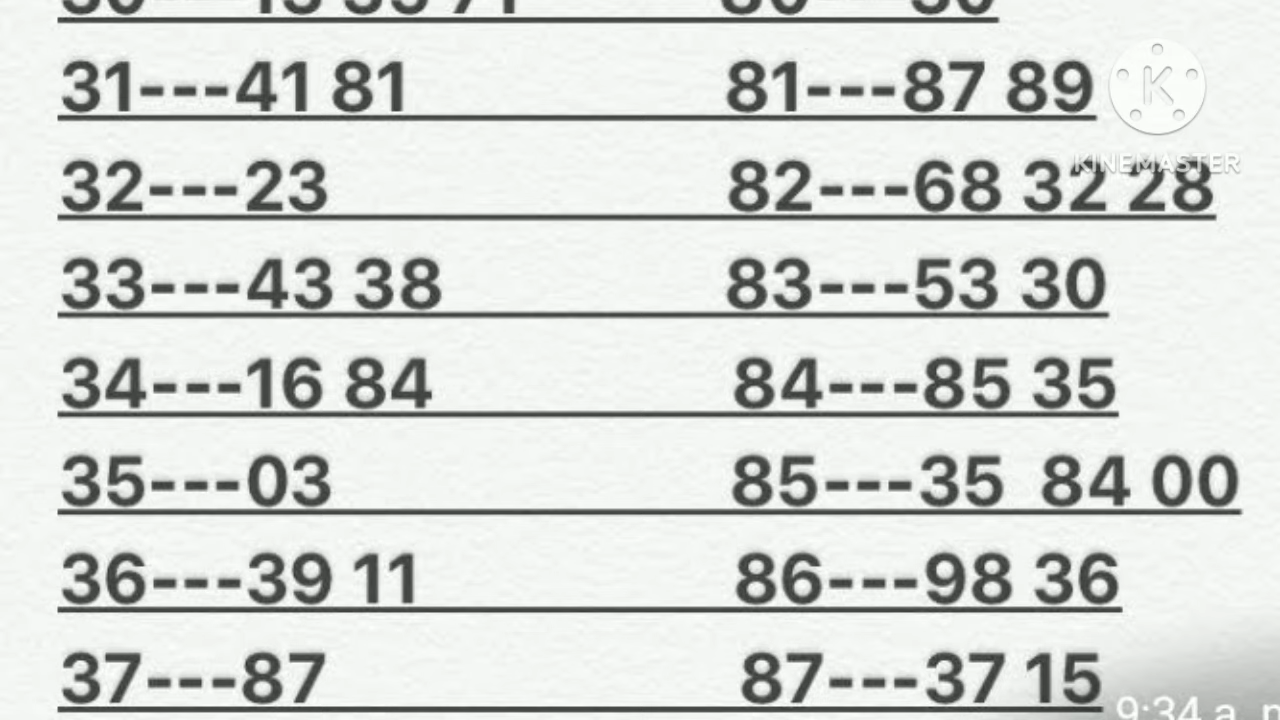 31---41 81 81---87 89
KINEMASTER
32---23 82---68 32 28
33---43 38 83---53 30
34---16 84 84---85 35
35---03 85---35 84 00
36---39 11 86---98 36
37---87 87---37 15
9:34 a.